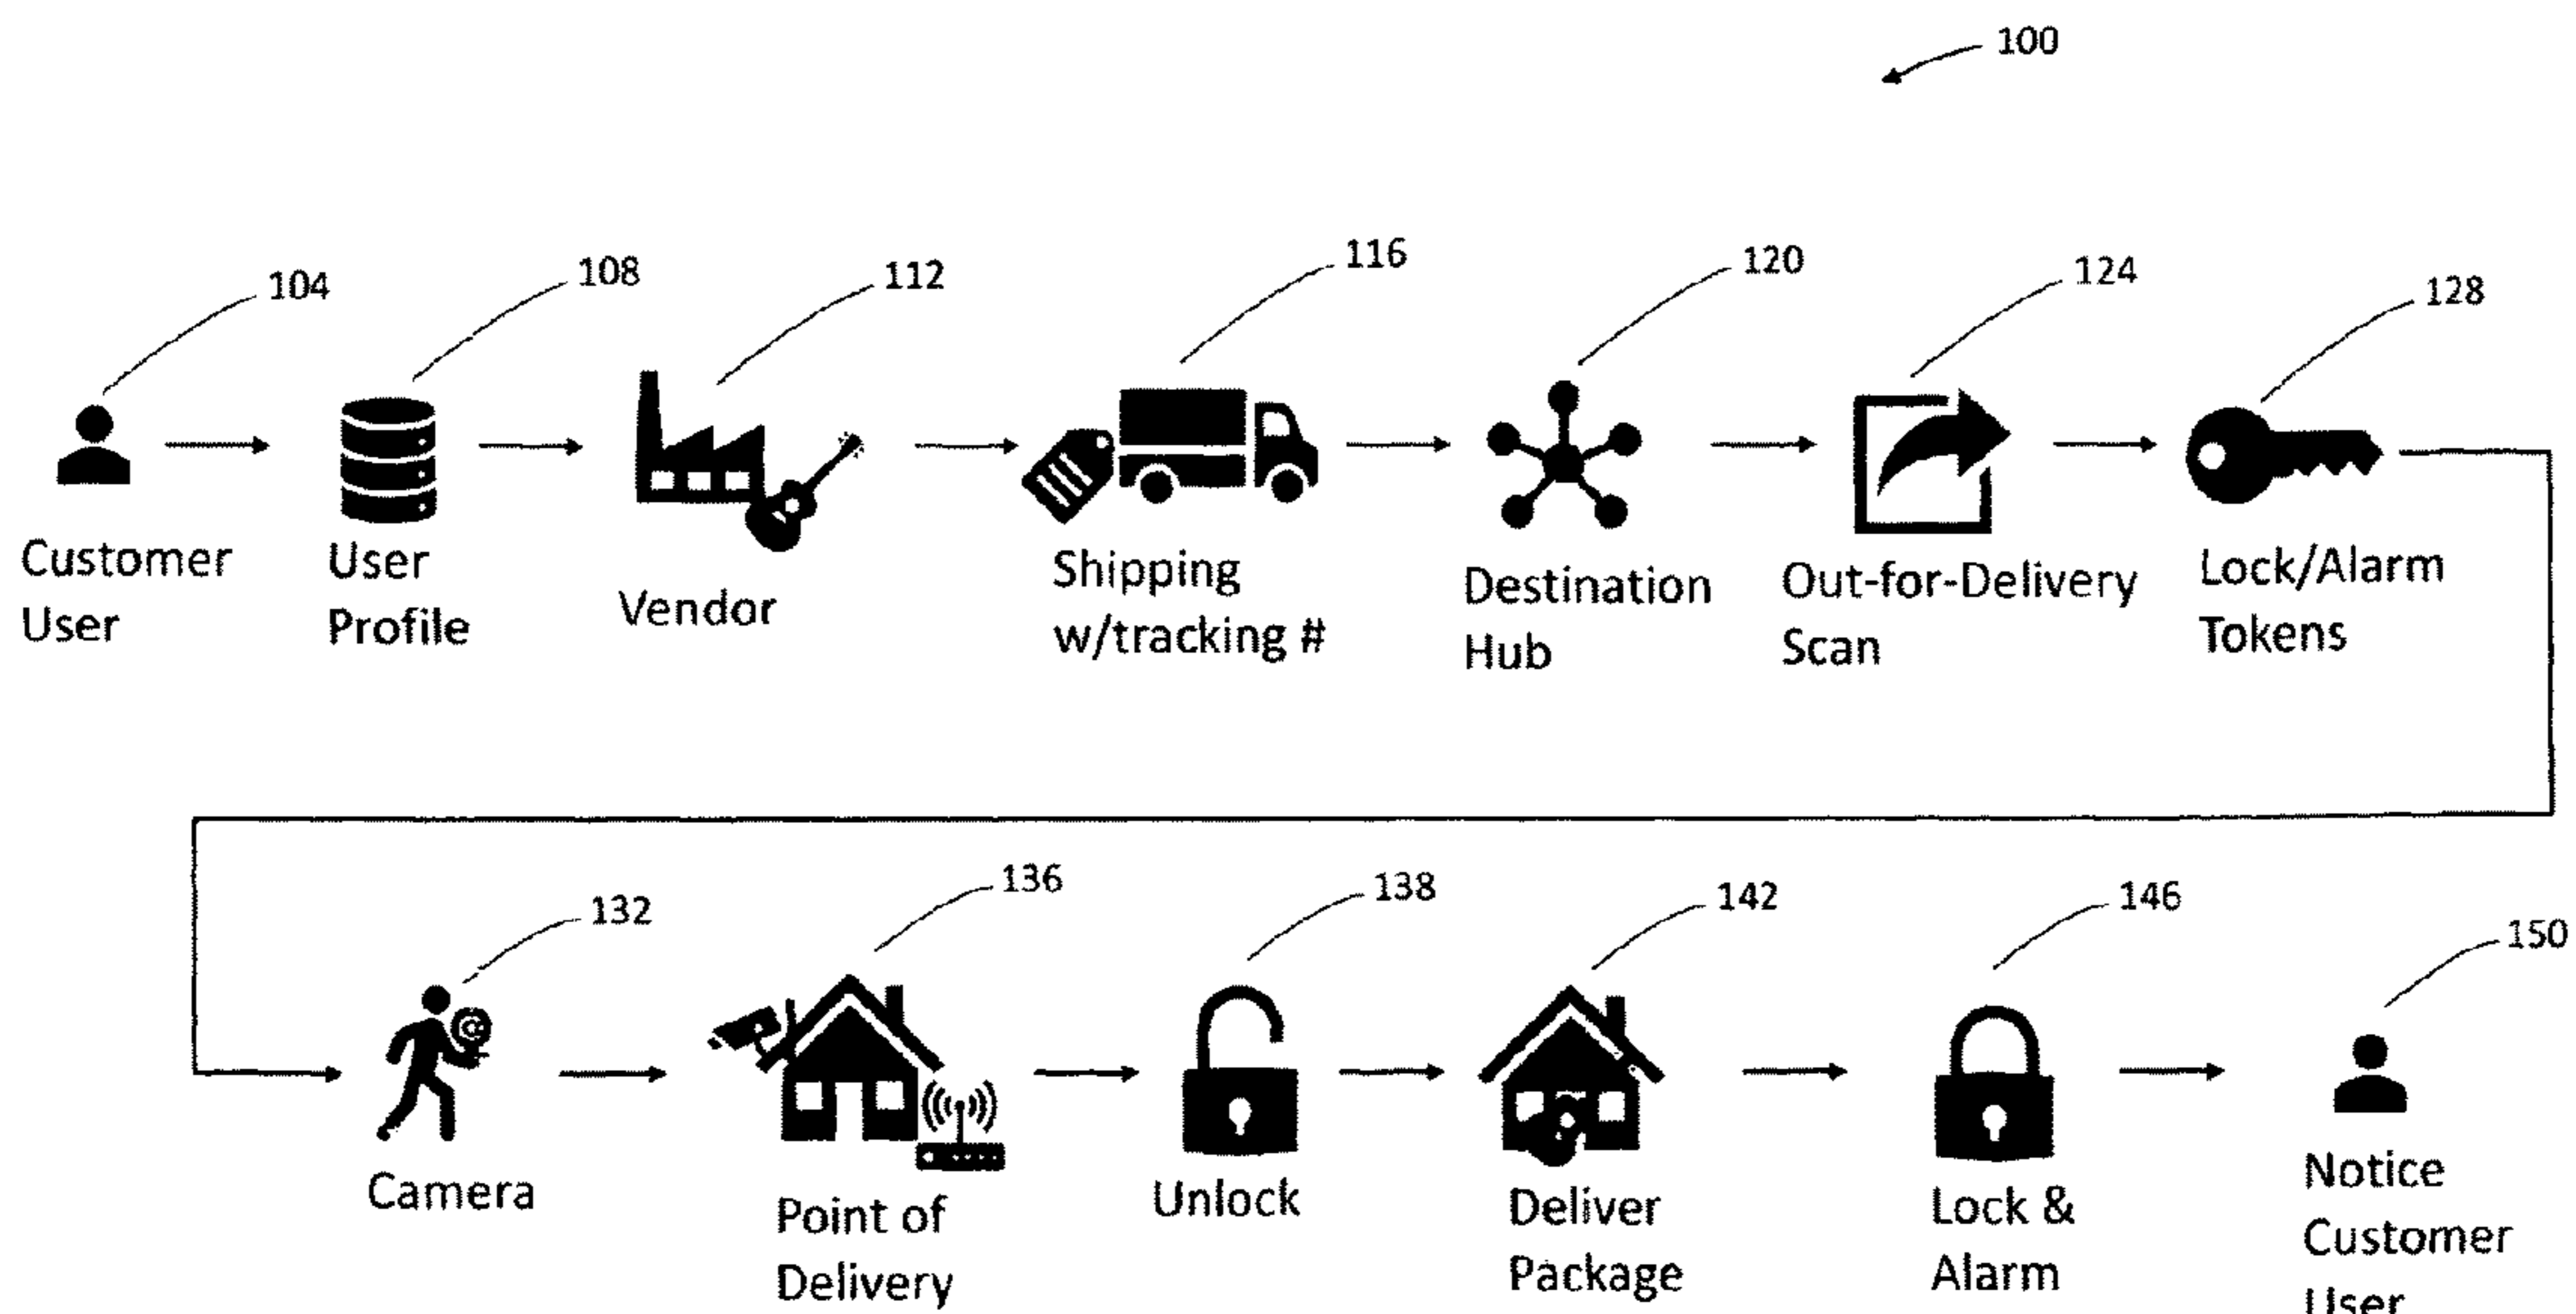 100
104
108
112
116
120
124
128
Customer
User
User
Profile
Vendor
Shipping
w/tracking #
Destination
Hub
Out-for-Delivery
Scan
Lock/Alarm
Tokens
132
136
138
142
146
150
Camera
Point of
Delivery
Unlock
Deliver
Package
Lock &
Alarm
Notice
Customer
User